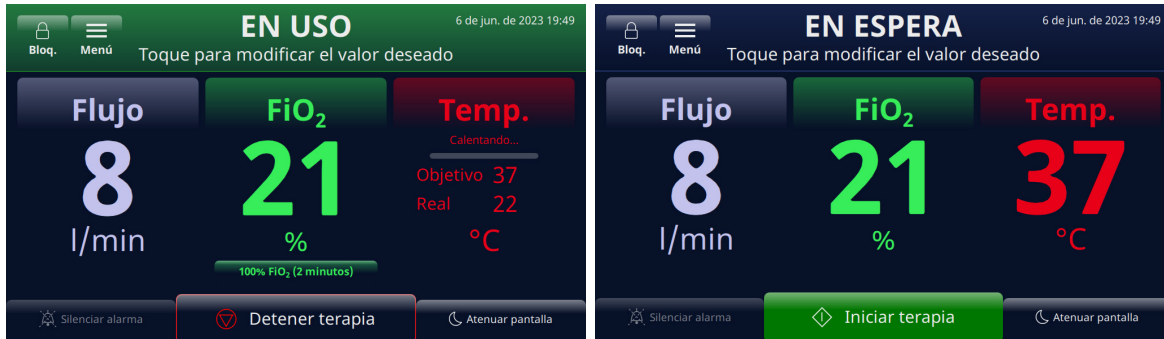 EN USO
6 de jun. de 2023 19:49
Bloq.
Menú
Toque para modificar el valor deseado
Flujo
FiO₂
Temp.
Calentando...
8
21
Objetivo 37
Real 22
l/min
%
°C
100% FiO₂ (2 minutos)
Silenciar alarma
Detener terapia
Atenuar pantalla
EN ESPERA
6 de jun. de 2023 19:49
Bloq.
Menú
Toque para modificar el valor deseado
Flujo
FiO₂
Temp.
8
21
37
l/min
%
°C
Silenciar alarma
Iniciar terapia
Atenuar pantalla